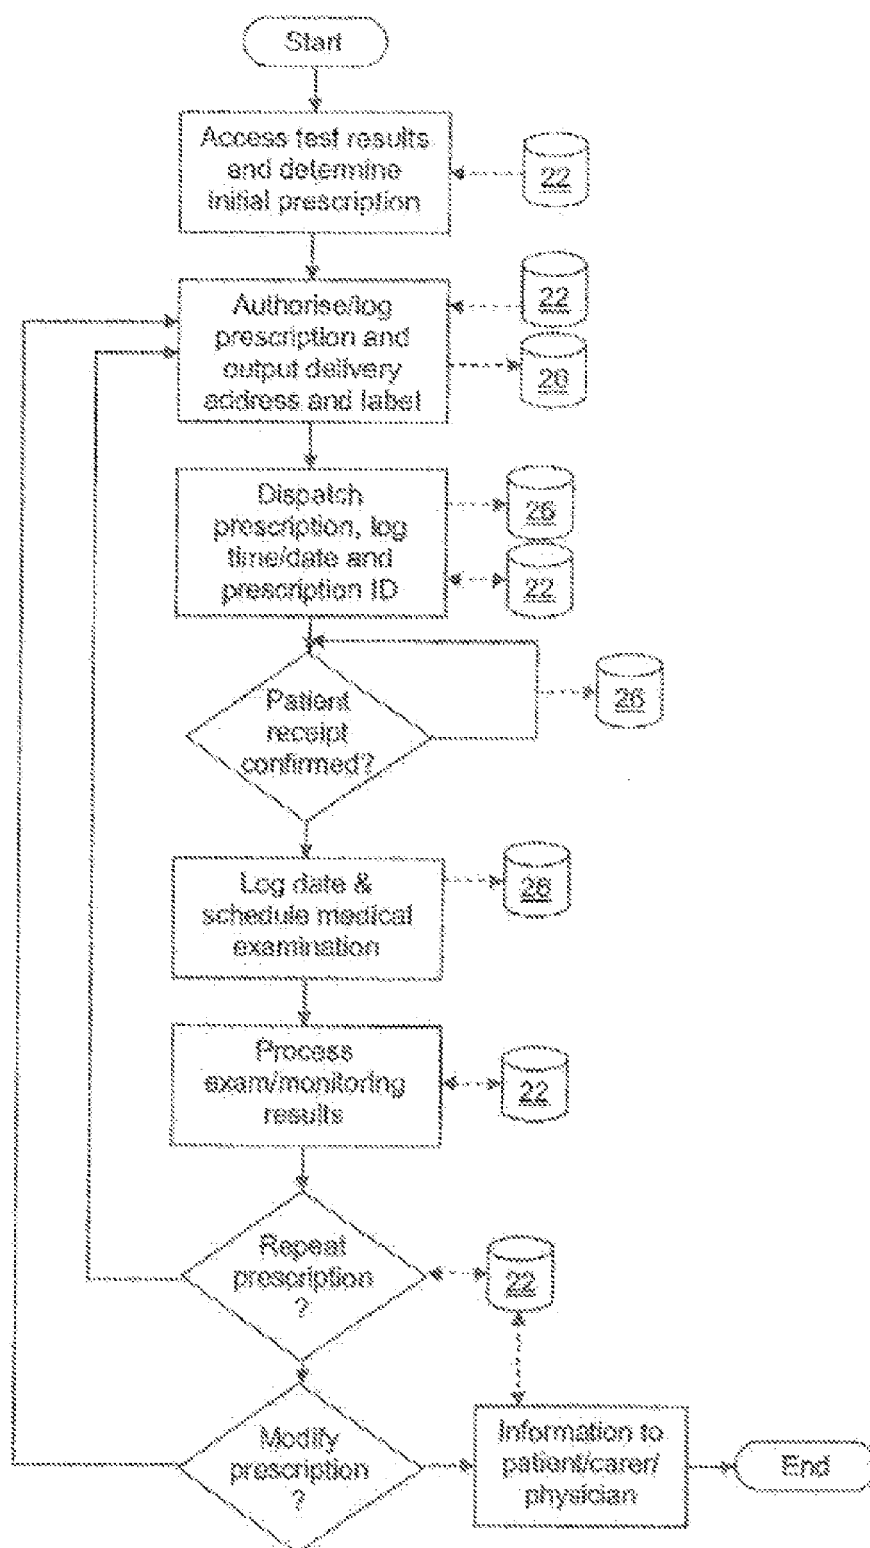 Start
Access test results
and determine
initial prescription
22
Authorise/log
prescription and
output delivery
address and label
22
20
Dispatch
prescription, log
time/date and
prescription ID
26
22
Patient
receipt
confirmed?
26
Log date &
schedule medical
examination
26
Process
exam/monitoring
results
22
Repeat
prescription
?
22
Modify
prescription
?
Information to
patient/carer/
physician
End